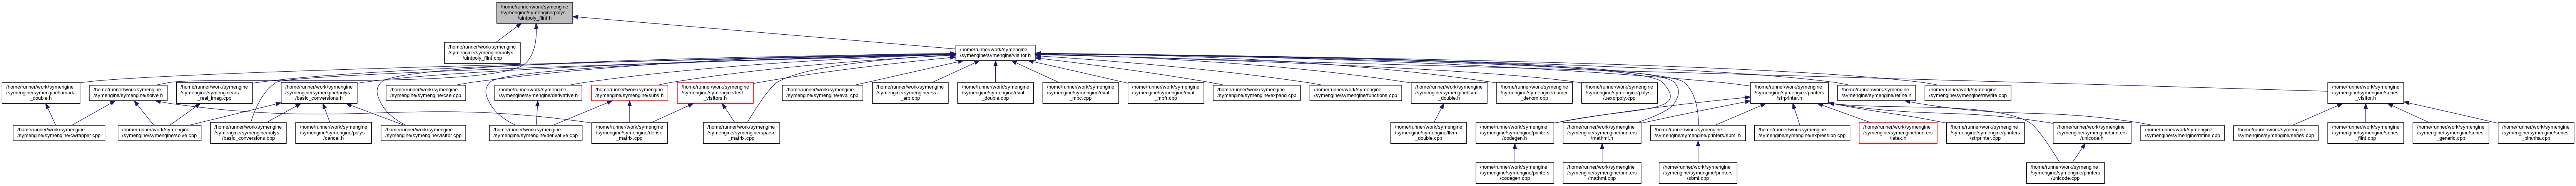 /home/runner/work/symengine
/symengine/symengine/polys
/uintpoly_flint.h
/home/runner/work/symengine
/symengine/symengine/polys
/uintpoly_flint.cpp
/home/runner/work/symengine
/symengine/symengine/visitor.h
/home/runner/work/symengine
/symengine/symengine/lambda
_double.h
/home/runner/work/symengine
/symengine/symengine/solve.h
/home/runner/work/symengine
/symengine/symengine/as
_real_imag.cpp
/home/runner/work/symengine
/symengine/symengine/polys
/basic_conversions.h
/home/runner/work/symengine
/symengine/symengine/cse.cpp
/home/runner/work/symengine
/symengine/symengine/derivative.h
/home/runner/work/symengine
/symengine/symengine/subs.h
/home/runner/work/symengine
/symengine/symengine/test
_visitors.h
/home/runner/work/symengine
/symengine/symengine/eval.cpp
/home/runner/work/symengine
/symengine/symengine/eval
_arb.cpp
/home/runner/work/symengine
/symengine/symengine/eval
_double.cpp
/home/runner/work/symengine
/symengine/symengine/eval
_mpc.cpp
/home/runner/work/symengine
/symengine/symengine/eval
_mpfr.cpp
/home/runner/work/symengine
/symengine/symengine/expand.cpp
/home/runner/work/symengine
/symengine/symengine/functions.cpp
/home/runner/work/symengine
/symengine/symengine/llvm
_double.h
/home/runner/work/symengine
/symengine/symengine/numer
_denom.cpp
/home/runner/work/symengine
/symengine/symengine/polys
/uexprpoly.cpp
/home/runner/work/symengine
/symengine/symengine/printers
/strprinter.h
/home/runner/work/symengine
/symengine/symengine/refine.h
/home/runner/work/symengine
/symengine/symengine/rewrite.cpp
/home/runner/work/symengine
/symengine/symengine/series
_visitor.h
/home/runner/work/symengine
/symengine/symengine/cwrapper.cpp
/home/runner/work/symengine
/symengine/symengine/solve.cpp
/home/runner/work/symengine
/symengine/symengine/polys
/basic_conversions.cpp
/home/runner/work/symengine
/symengine/symengine/polys
/cancel.h
/home/runner/work/symengine
/symengine/symengine/visitor.cpp
/home/runner/work/symengine
/symengine/symengine/derivative.cpp
/home/runner/work/symengine
/symengine/symengine/dense
_matrix.cpp
/home/runner/work/symengine
/symengine/symengine/sparse
_matrix.cpp
/home/runner/work/symengine
/symengine/symengine/llvm
_double.cpp
/home/runner/work/symengine
/symengine/symengine/printers
/codegen.h
/home/runner/work/symengine
/symengine/symengine/printers
/mathml.h
/home/runner/work/symengine
/symengine/symengine/printers/sbml.h
/home/runner/work/symengine
/symengine/symengine/expression.cpp
/home/runner/work/symengine
/symengine/symengine/printers
/latex.h
/home/runner/work/symengine
/symengine/symengine/printers
/strprinter.cpp
/home/runner/work/symengine
/symengine/symengine/printers
/unicode.h
/home/runner/work/symengine
/symengine/symengine/refine.cpp
/home/runner/work/symengine
/symengine/symengine/series.cpp
/home/runner/work/symengine
/symengine/symengine/series
_flint.cpp
/home/runner/work/symengine
/symengine/symengine/series
_generic.cpp
/home/runner/work/symengine
/symengine/symengine/series
_piranha.cpp
/home/runner/work/symengine
/symengine/symengine/printers
/codegen.cpp
/home/runner/work/symengine
/symengine/symengine/printers
/mathml.cpp
/home/runner/work/symengine
/symengine/symengine/printers
/sbml.cpp
/home/runner/work/symengine
/symengine/symengine/printers
/unicode.cpp